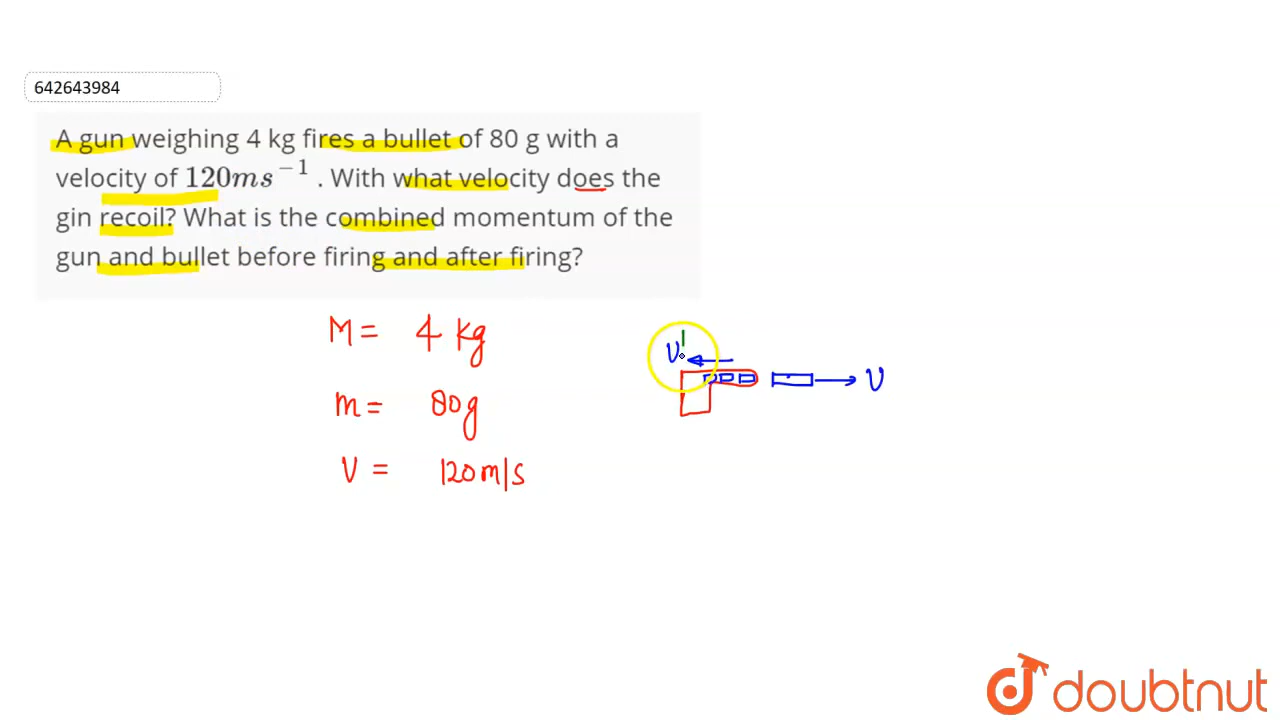 642643984
A gun weighing 4 kg fires a bullet of 80 g with a
velocity of 120ms⁻¹ . With what velocity does the
gin recoil? What is the combined momentum of the
gun and bullet before firing and after firing?
M = 4 kg
m = 80g
V = 120m/s
V'
V
doubtnut